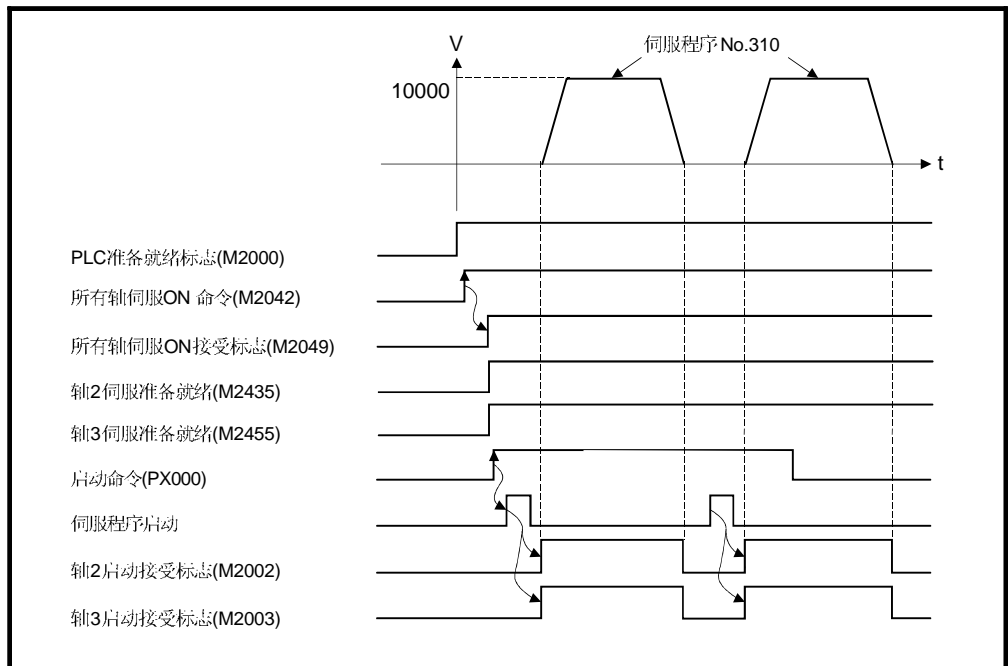 V
伺服程序No.310
10000
t
PLC准备就绪标志(M2000)
所有轴伺服ON 命令(M2042)
所有轴伺服ON接受标志(M2049)
轴2伺服准备就绪(M2435)
轴3伺服准备就绪(M2455)
启动命令(PX000)
伺服程序启动
轴2启动接受标志(M2002)
轴3启动接受标志(M2003)